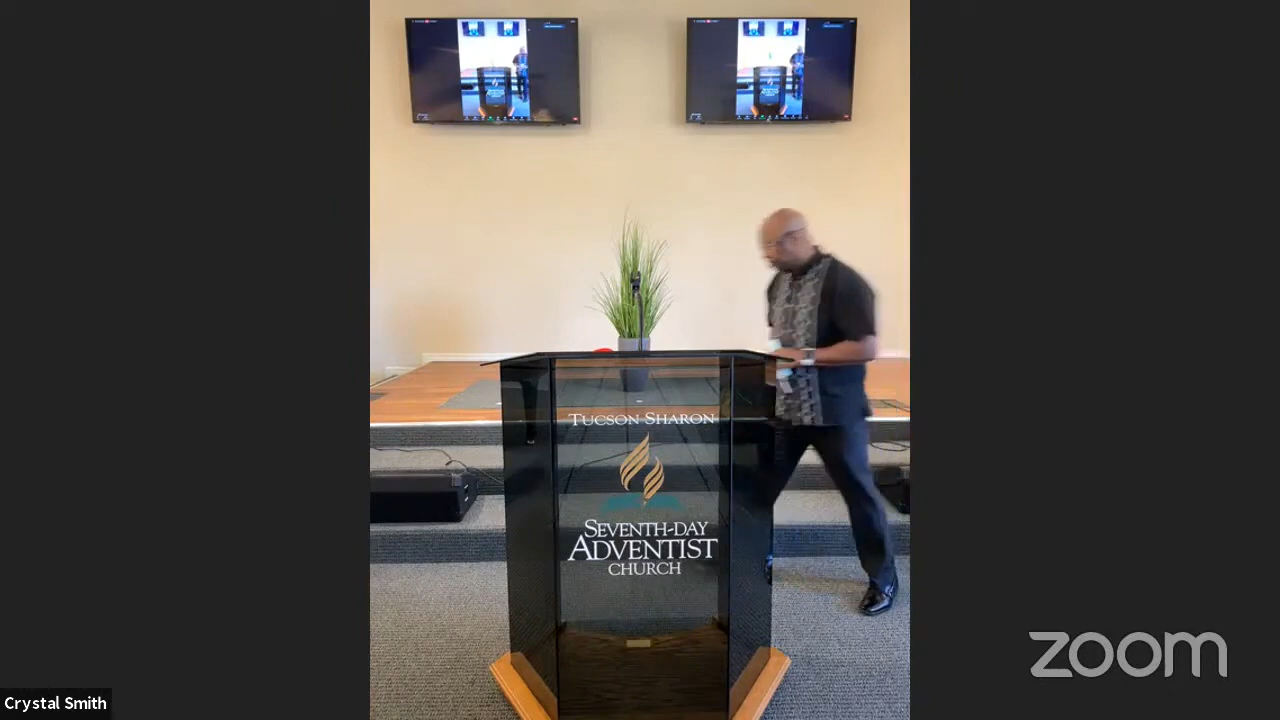 TUCSON SHARON
SEVENTH-DAY
ADVENTIST
CHURCH
zoom
Crystal Smith